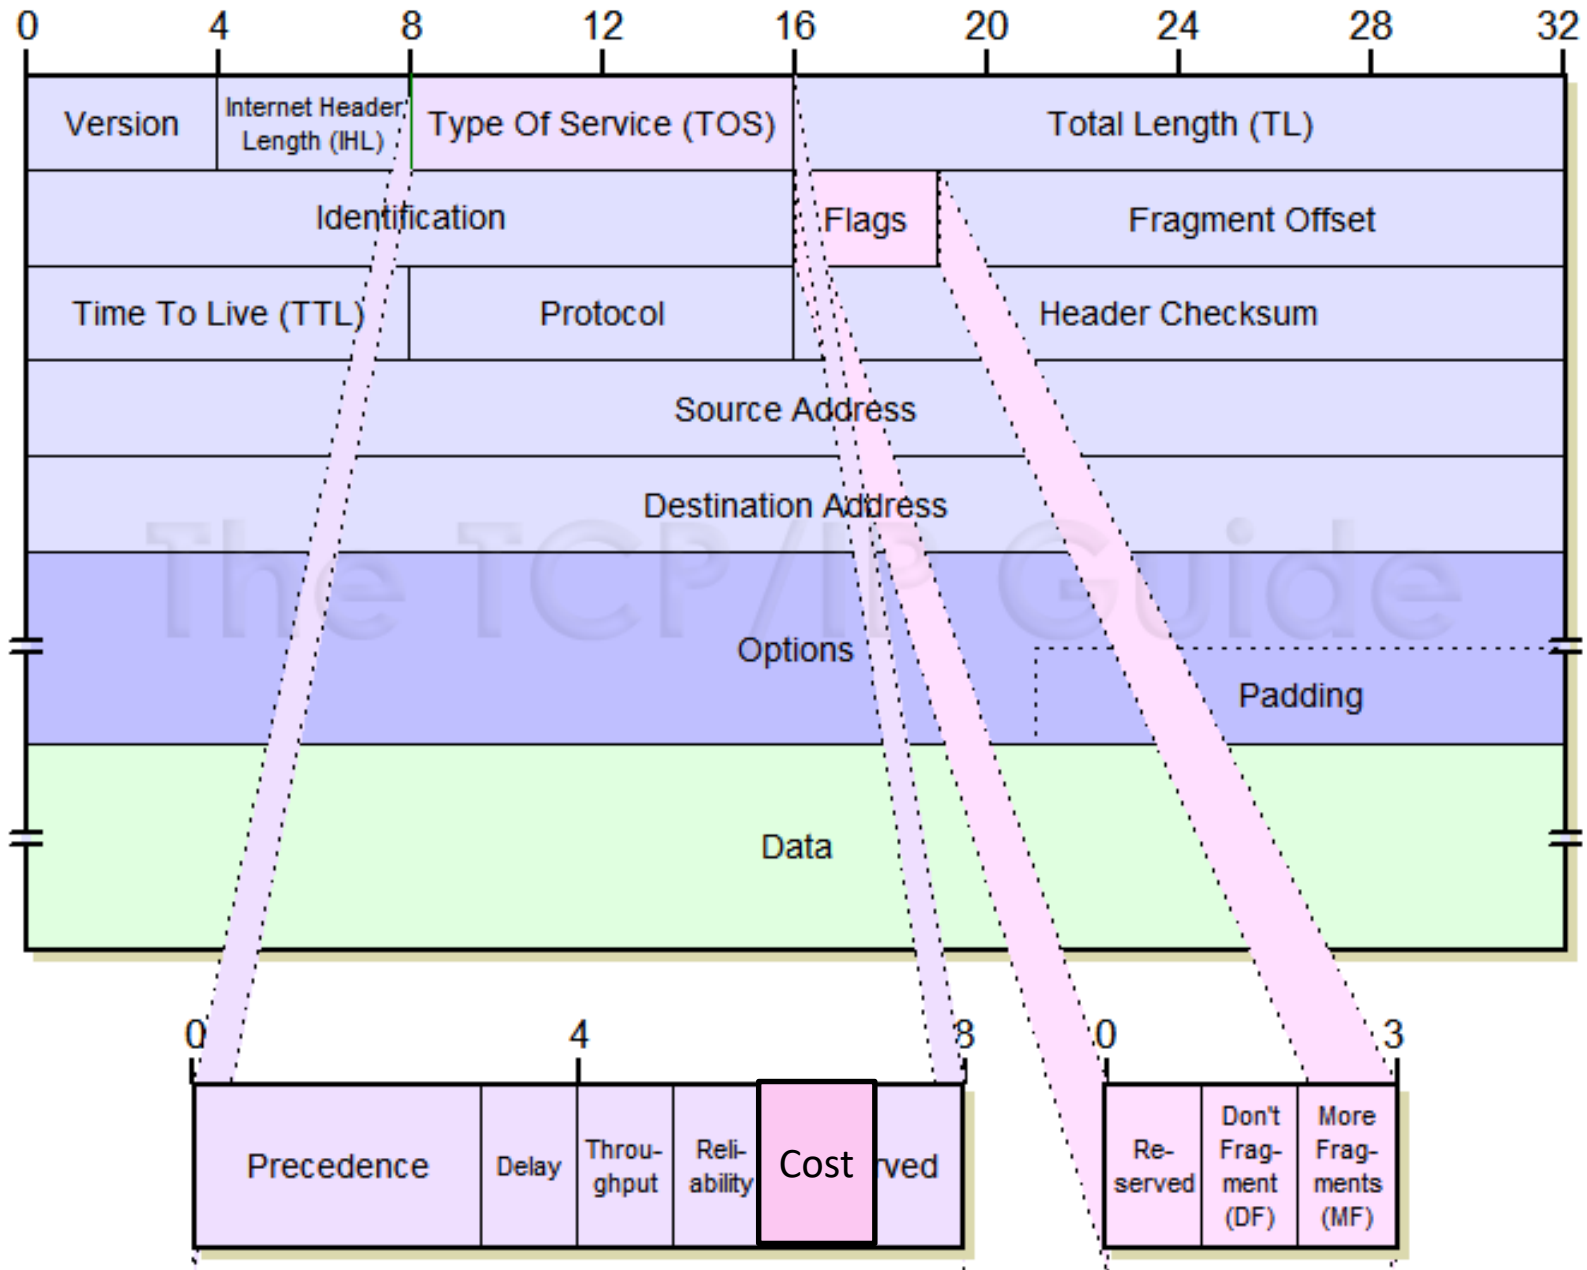 0 4 8 12 16 20 24 28 32
Version
Internet Header
Length (IHL)
Type Of Service (TOS)
Total Length (TL)
Identification
Flags
Fragment Offset
Time To Live (TTL)
Protocol
Header Checksum
Source Address
Destination Address
The TCP/IP Guide
Options
Padding
Data
0 4 8
0 3
Precedence
Delay
Throu-
ghput
Reli-
ability
Cost
rved
Re-
served
Don't
Frag-
ment
(DF)
More
Frag-
ments
(MF)